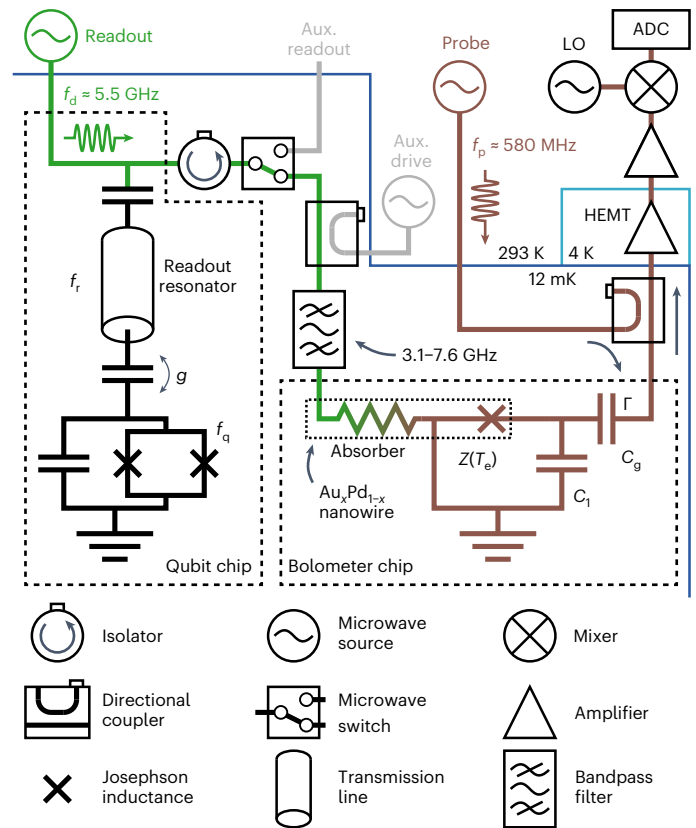 Readout
Aux.
readout
Probe
LO
ADC
f_d ≈ 5.5 GHz
Aux.
drive
f_p ≈ 580 MHz
HEMT
293 K
4 K
12 mK
f_r
Readout
resonator
3.1–7.6 GHz
g
f_q
Absorber
Z(T_e)
Γ
C_g
C_1
Au_xPd_1–x
nanowire
Qubit chip
Bolometer chip
Isolator
Microwave
source
Mixer
Directional
coupler
Microwave
switch
Amplifier
Josephson
inductance
Transmission
line
Bandpass
filter